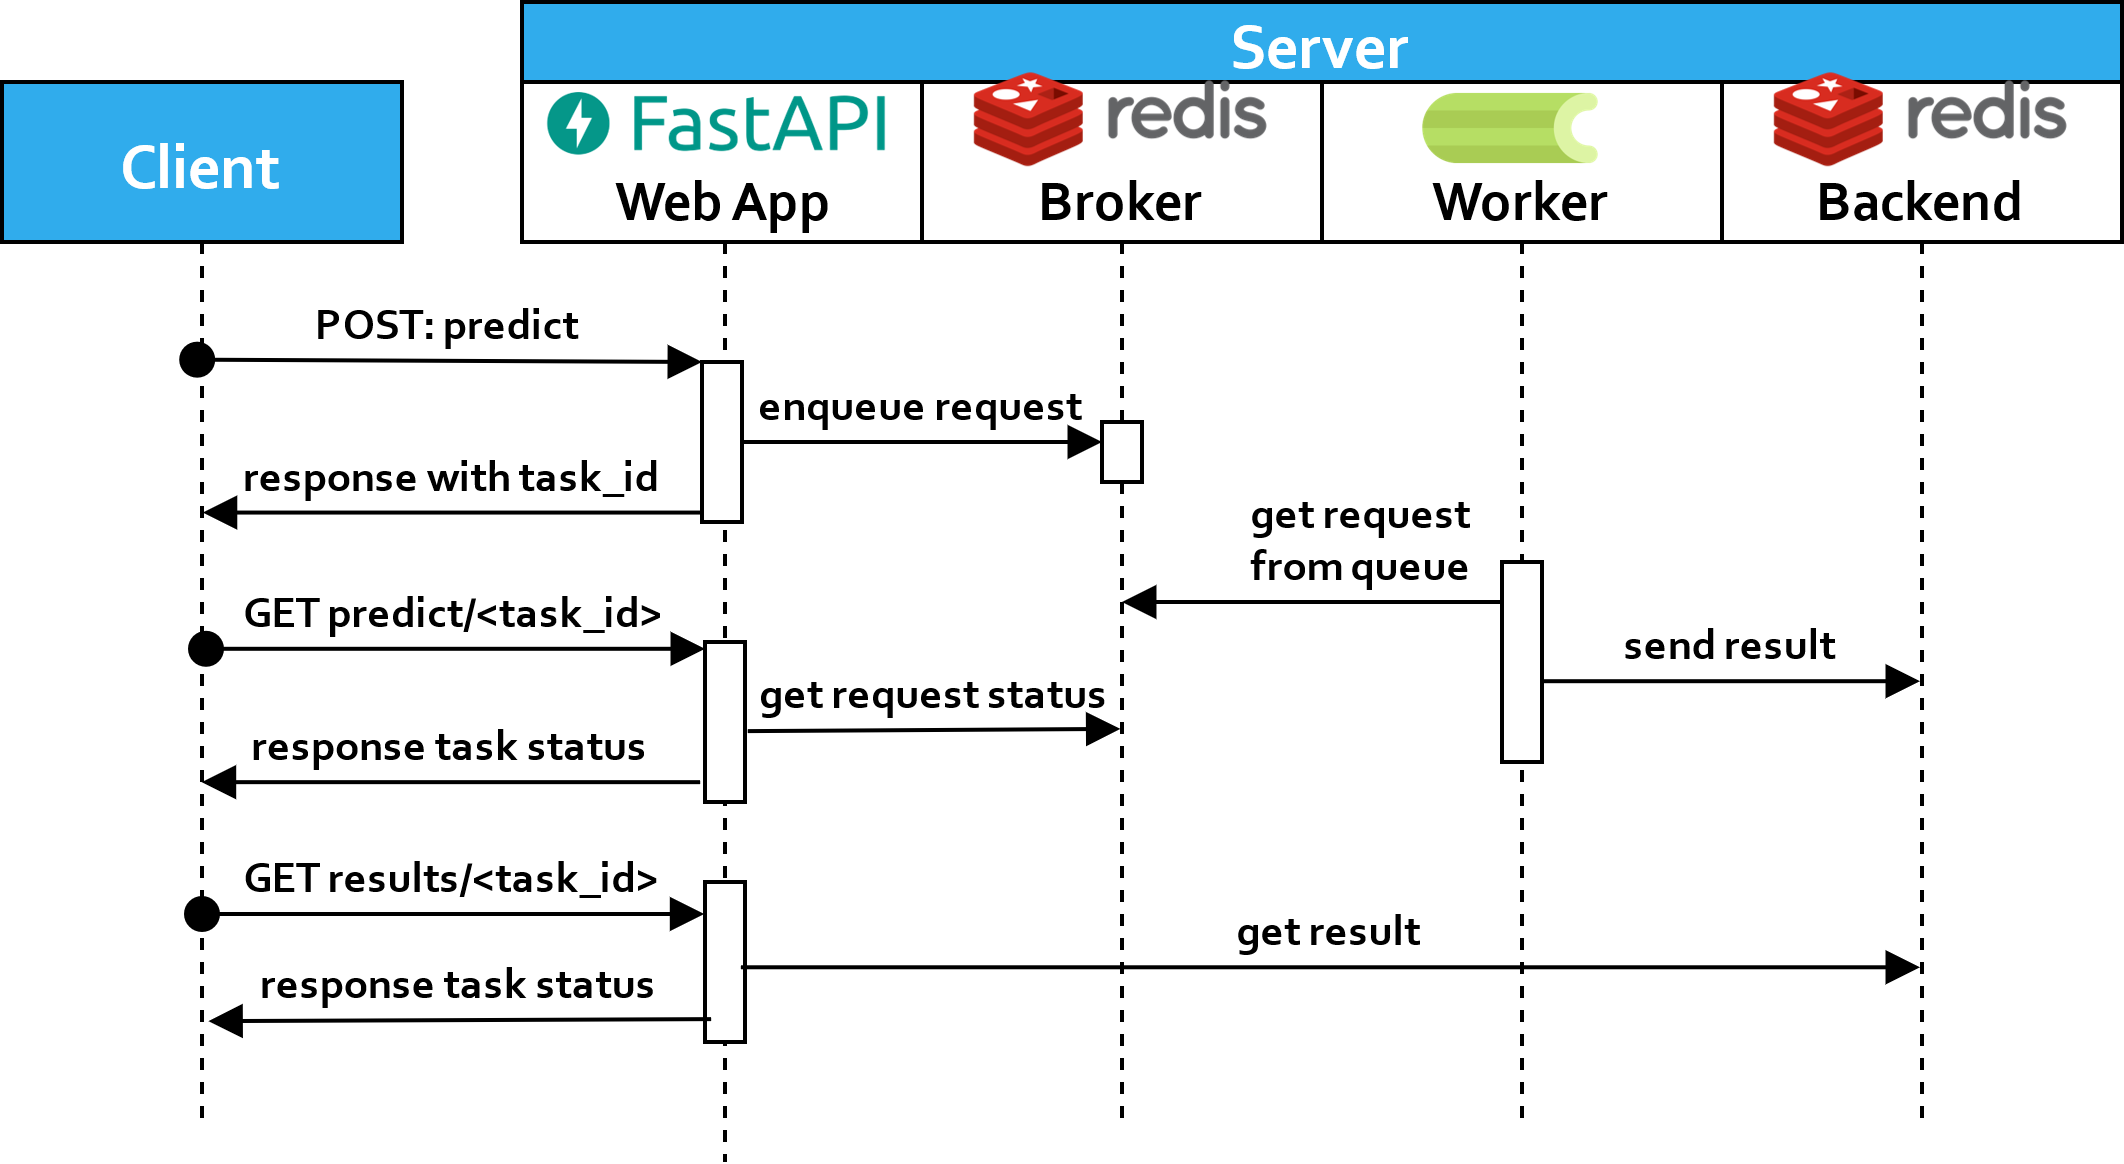 Server
Client
FastAPI
redis
redis
Web App
Broker
Worker
Backend
POST: predict
enqueue request
response with task_id
get request
from queue
GET predict/<task_id>
send result
get request status
response task status
GET results/<task_id>
get result
response task status